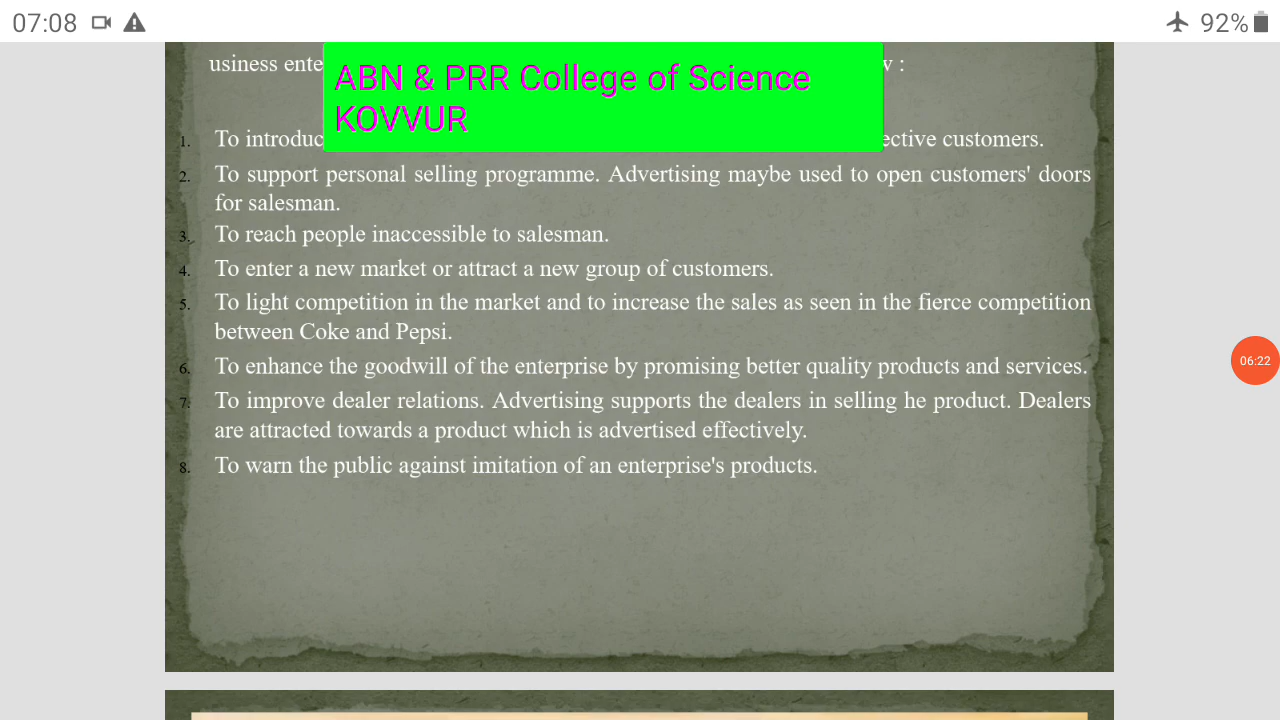 07:08 92%
usiness ente v :
ABN & PRR College of Science
KOVVUR
1. To introduc ective customers.
2. To support personal selling programme. Advertising maybe used to open customers' doors
for salesman.
3. To reach people inaccessible to salesman.
4. To enter a new market or attract a new group of customers.
5. To light competition in the market and to increase the sales as seen in the fierce competition
between Coke and Pepsi.
06:22
6. To enhance the goodwill of the enterprise by promising better quality products and services.
7. To improve dealer relations. Advertising supports the dealers in selling he product. Dealers
are attracted towards a product which is advertised effectively.
8. To warn the public against imitation of an enterprise's products.